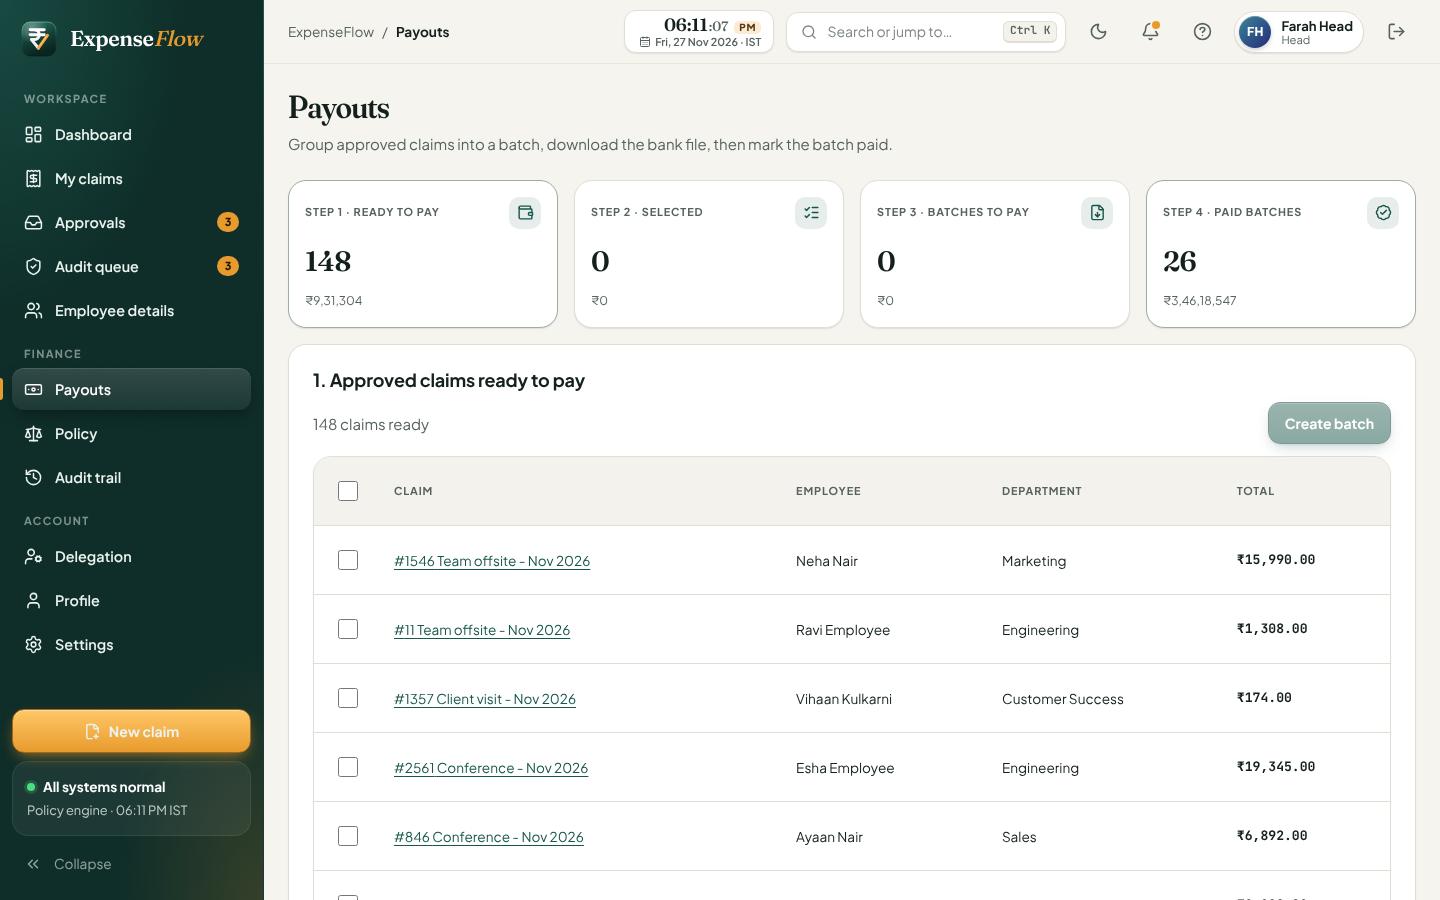 ExpenseFlow
WORKSPACE
Dashboard
My claims
Approvals 3
Audit queue 3
Employee details
FINANCE
Payouts
Policy
Audit trail
ACCOUNT
Delegation
Profile
Settings
New claim
All systems normal
Policy engine · 06:11 PM IST
Collapse
ExpenseFlow / Payouts
06:11:07 PM
Fri, 27 Nov 2026 · IST
Search or jump to...
Ctrl K
FH
Farah Head
Head
Payouts
Group approved claims into a batch, download the bank file, then mark the batch paid.
STEP 1 · READY TO PAY
148
₹9,31,304
STEP 2 · SELECTED
0
₹0
STEP 3 · BATCHES TO PAY
0
₹0
STEP 4 · PAID BATCHES
26
₹3,46,18,547
1. Approved claims ready to pay
148 claims ready
Create batch
CLAIM EMPLOYEE DEPARTMENT TOTAL
#1546 Team offsite - Nov 2026 Neha Nair Marketing ₹15,990.00
#11 Team offsite - Nov 2026 Ravi Employee Engineering ₹1,308.00
#1357 Client visit - Nov 2026 Vihaan Kulkarni Customer Success ₹174.00
#2561 Conference - Nov 2026 Esha Employee Engineering ₹19,345.00
#846 Conference - Nov 2026 Ayaan Nair Sales ₹6,892.00